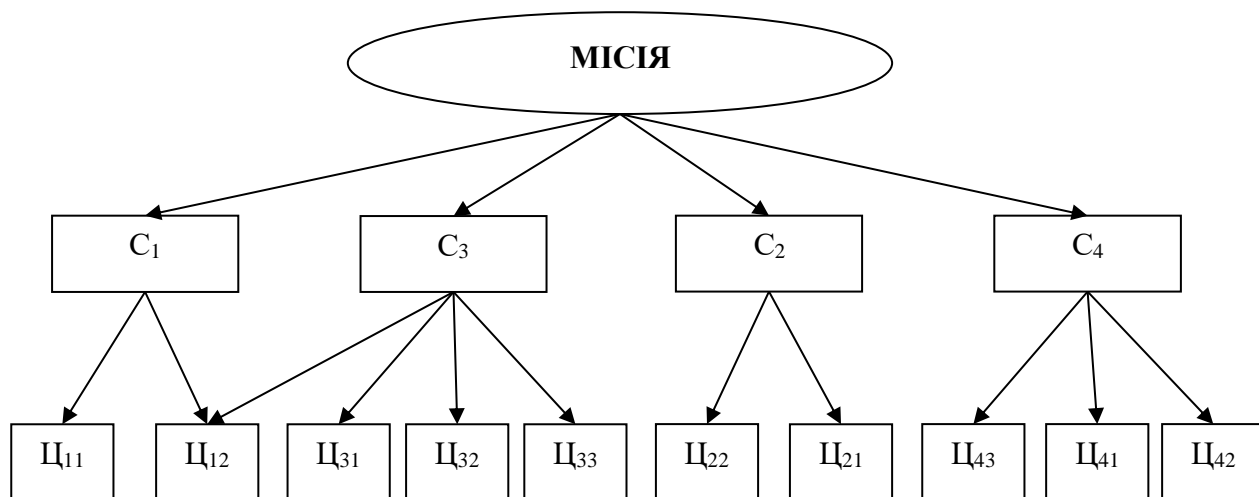 МІСІЯ
С₁ С₃ С₂ С₄
Ц₁₁ Ц₁₂ Ц₃₁ Ц₃₂ Ц₃₃ Ц₂₂ Ц₂₁ Ц₄₃ Ц₄₁ Ц₄₂